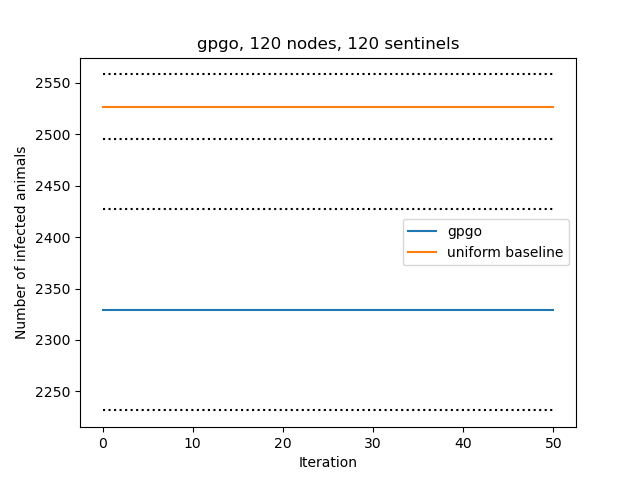 gpgo, 120 nodes, 120 sentinels
Number of infected animals
2550
2500
2450
2400
2350
2300
2250
gpgo
uniform baseline
0 10 20 30 40 50
Iteration